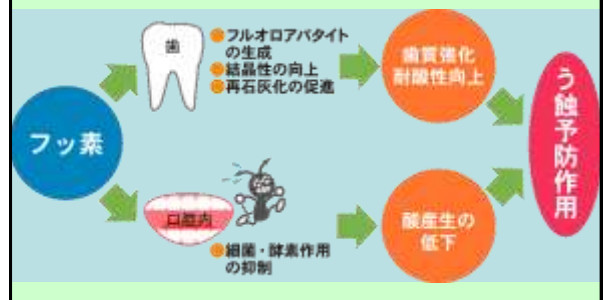 フッ素
歯
フルオロアパタイト
の生成
結晶性の向上
再石灰化の促進
歯質強化
耐酸性向上
口腔内
細菌・酵素作用
の抑制
酸産生の
低下
う蝕予防作用